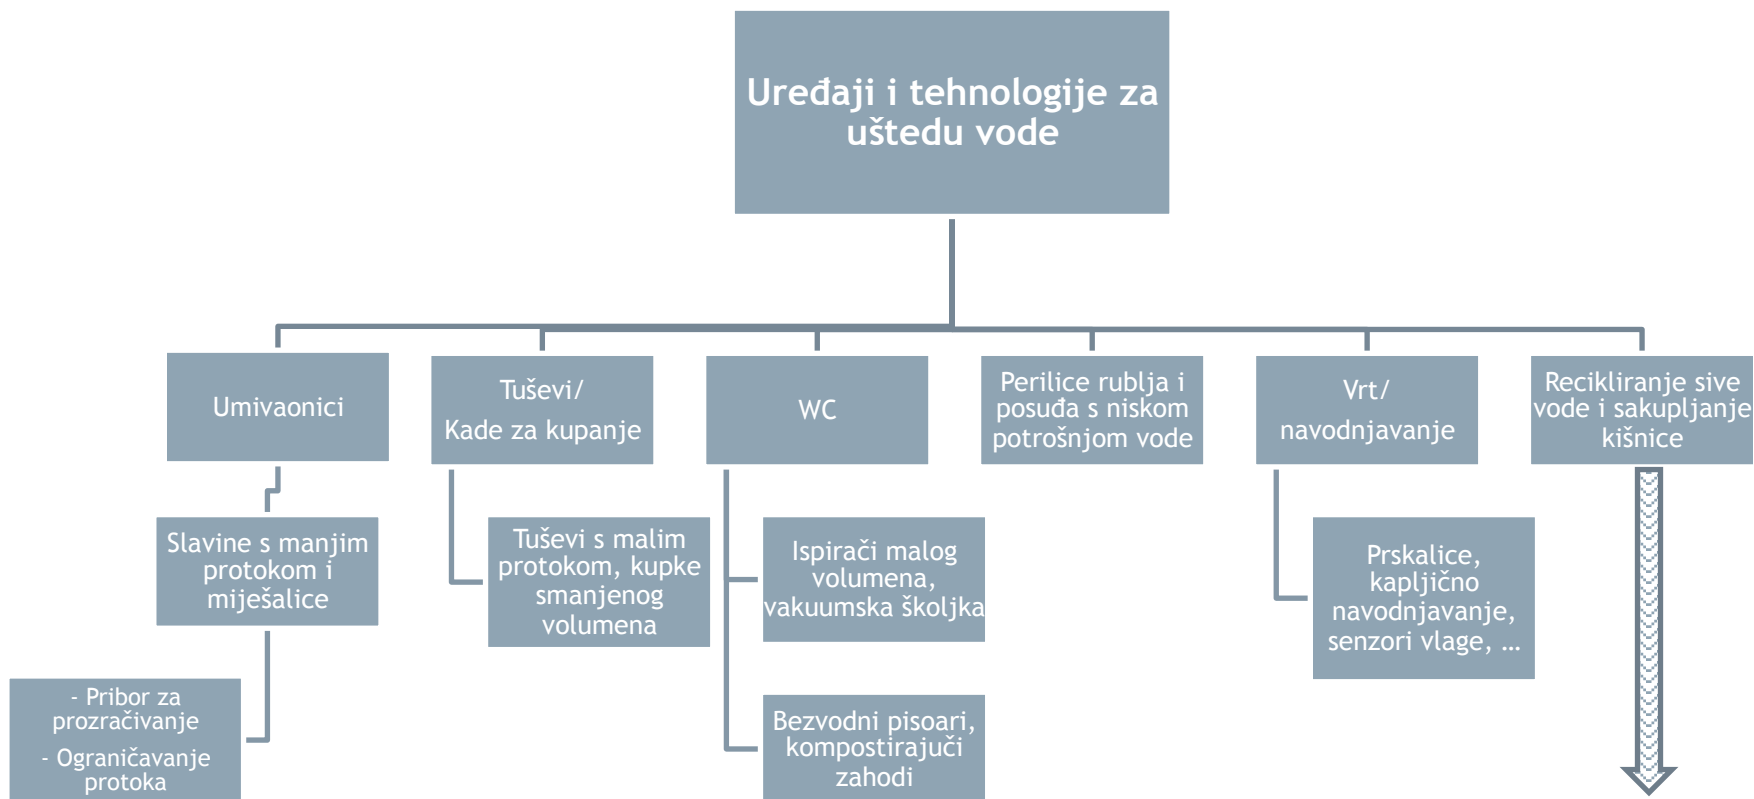 Uređaji i tehnologije za
uštedu vode
Umivaonici
Tuševi/
Kade za kupanje
WC
Perilice rublja i
posuđa s niskom
potrošnjom vode
Vrt/
navodnjavanje
Recikliranje sive
vode i sakupljanje
kišnice
Slavine s manjim
protokom i
miješalice
Tuševi s malim
protokom, kupke
smanjenog
volumena
Ispirači malog
volumena,
vakuumska školjka
Prskalice,
kapljično
navodnjavanje,
senzori vlage, …
- Pribor za
prozračivanje
- Ograničavanje
protoka
Bezvodni pisoari,
kompostirajući
zahodi